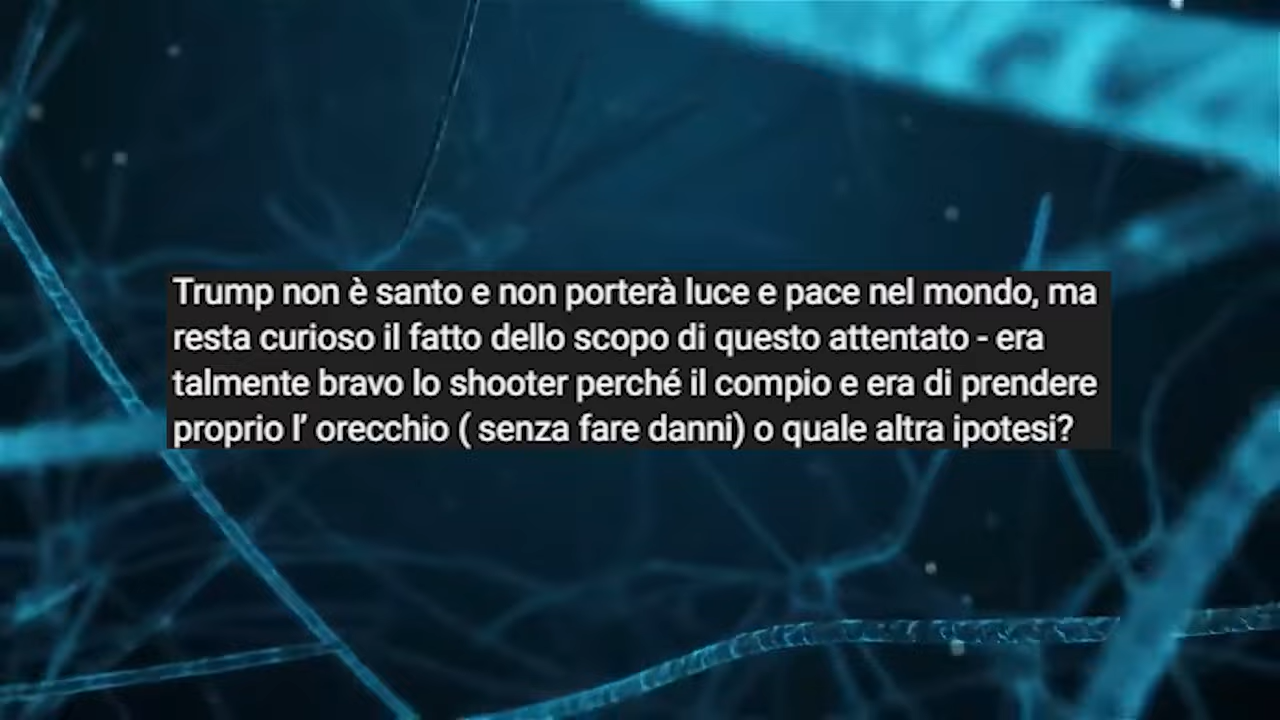 Trump non è santo e non porterà luce e pace nel mondo, ma
resta curioso il fatto dello scopo di questo attentato - era
talmente bravo lo shooter perché il compio e era di prendere
proprio l’ orecchio ( senza fare danni) o quale altra ipotesi?